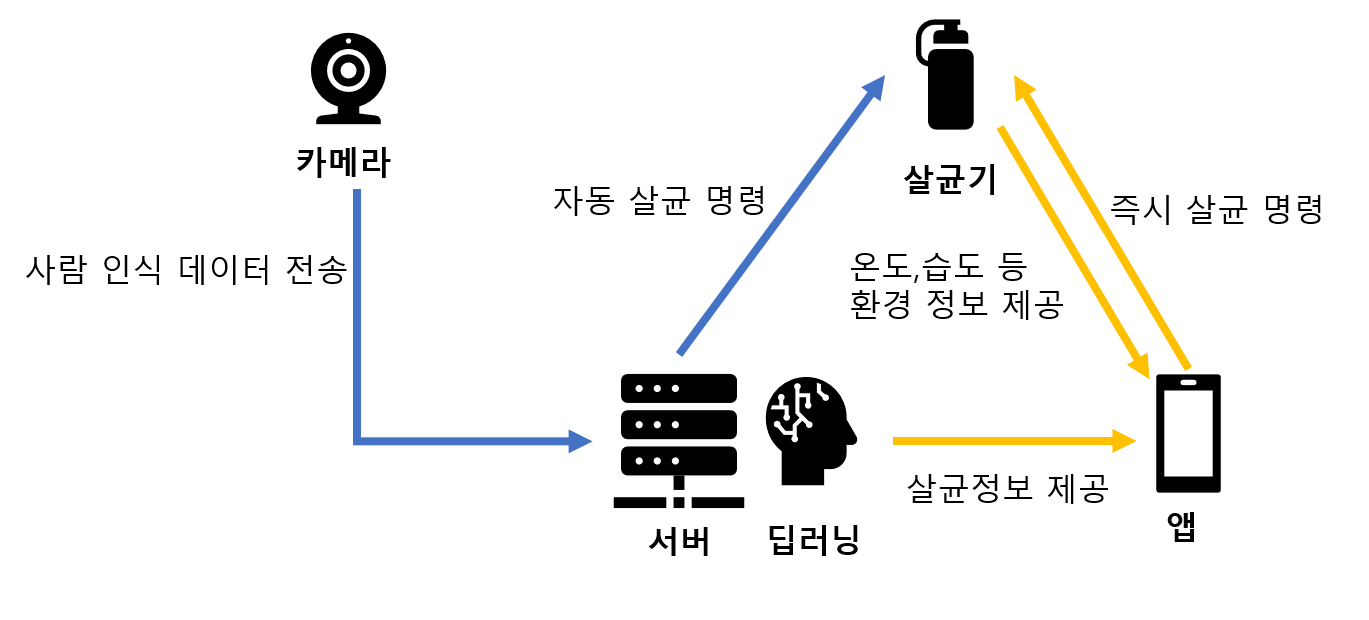 카메라
살균기
자동 살균 명령
즉시 살균 명령
사람 인식 데이터 전송
온도,습도 등
환경 정보 제공
살균정보 제공
서버
딥러닝
앱